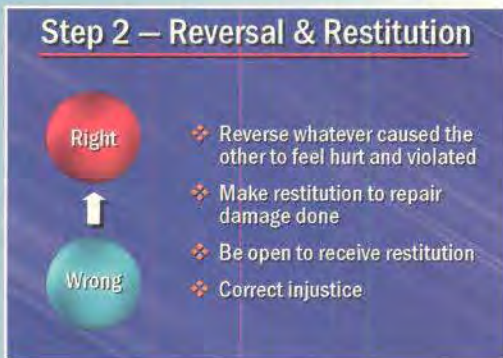 Step 2 – Reversal & Restitution
Right
Wrong
❖ Reverse whatever caused the
other to feel hurt and violated
❖ Make restitution to repair
damage done
❖ Be open to receive restitution
❖ Correct injustice